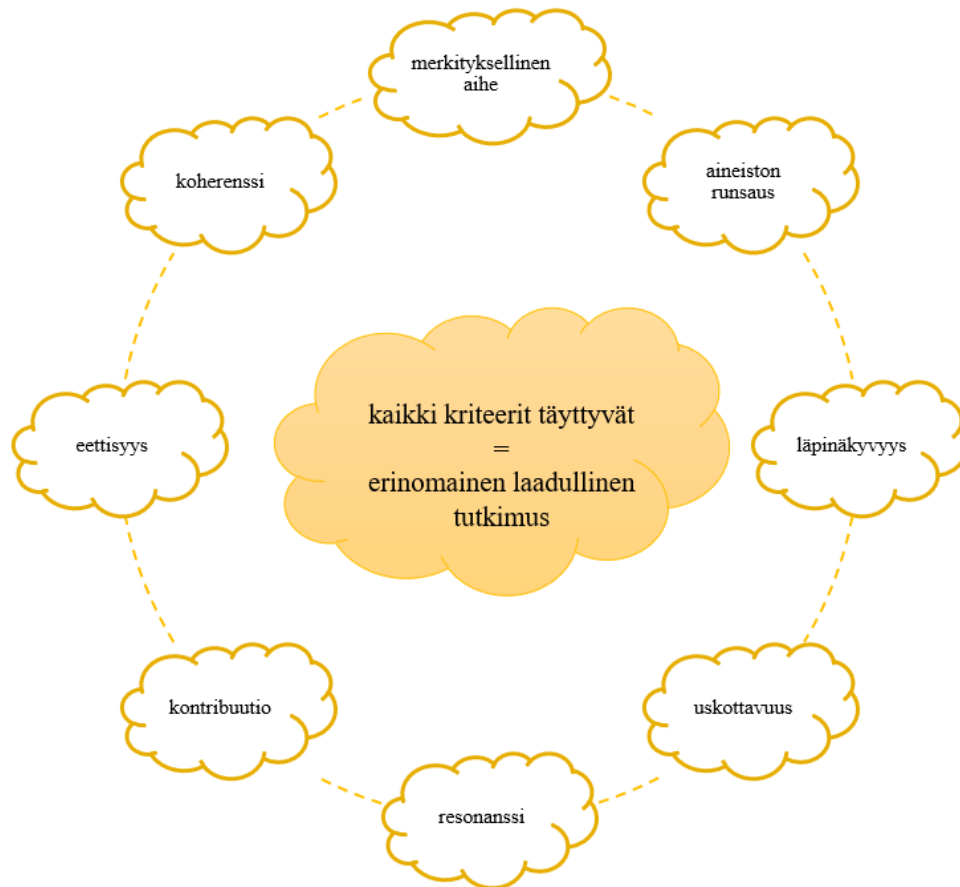 merkityksellinen
aihe
aineiston
runsaus
läpinäkyvyys
uskottavuus
resonanssi
kontribuutio
eettisyys
koherenssi
kaikki kriteerit täyttyvät
=
erinomainen laadullinen
tutkimus